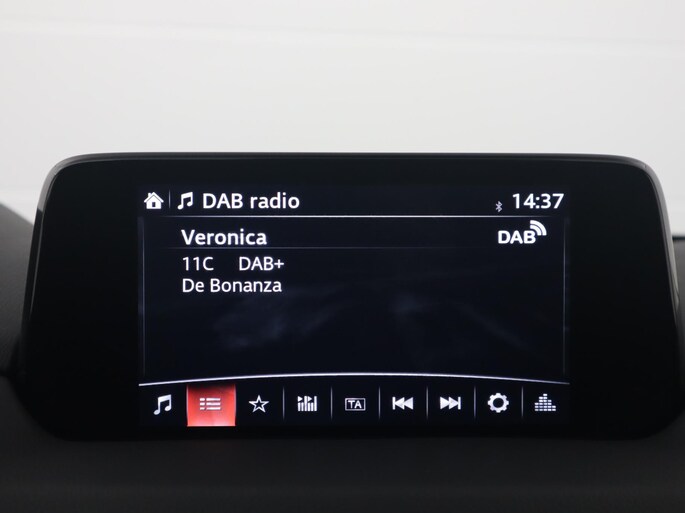 DAB radio 14:37
Veronica DAB
11C DAB+
De Bonanza
TA